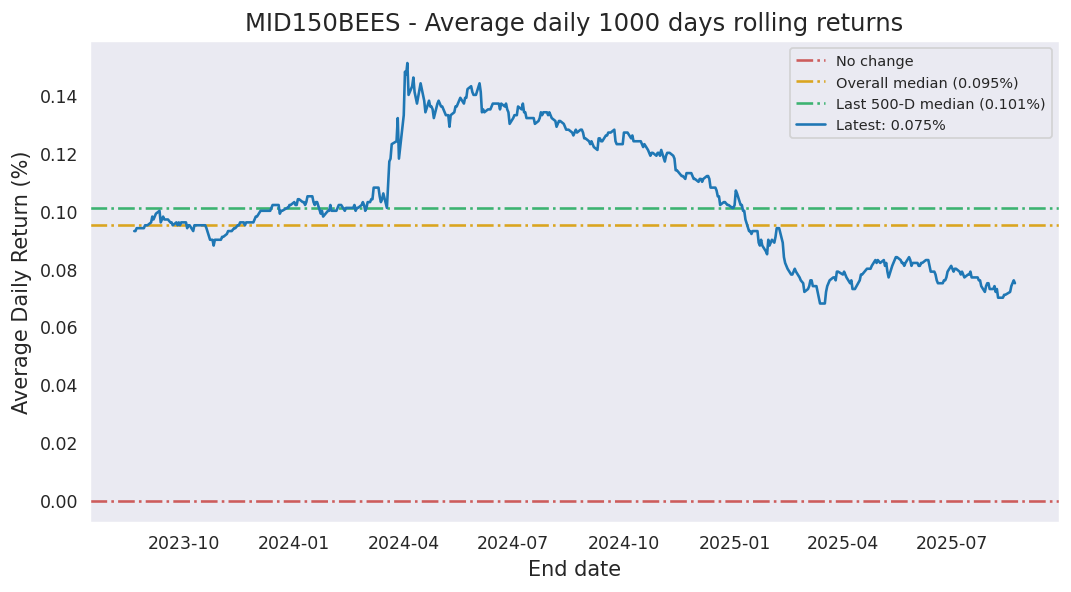 MID150BEES - Average daily 1000 days rolling returns
No change
Overall median (0.095%)
Last 500-D median (0.101%)
Latest: 0.075%
Average Daily Return (%)
0.14
0.12
0.10
0.08
0.06
0.04
0.02
0.00
2023-10 2024-01 2024-04 2024-07 2024-10 2025-01 2025-04 2025-07
End date